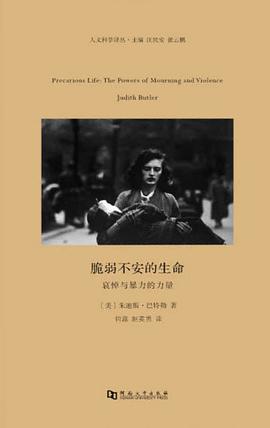 人文科学译丛·主编 汪民安 张云鹏
Precarious Life: The Powers of Mourning and Violence
Judith Butler
脆弱不安的生命
哀悼与暴力的力量
［美］朱迪斯·巴特勒 著
何磊 赵英男 译
河南大学出版社
HENAN UNIVERSITY PRESS